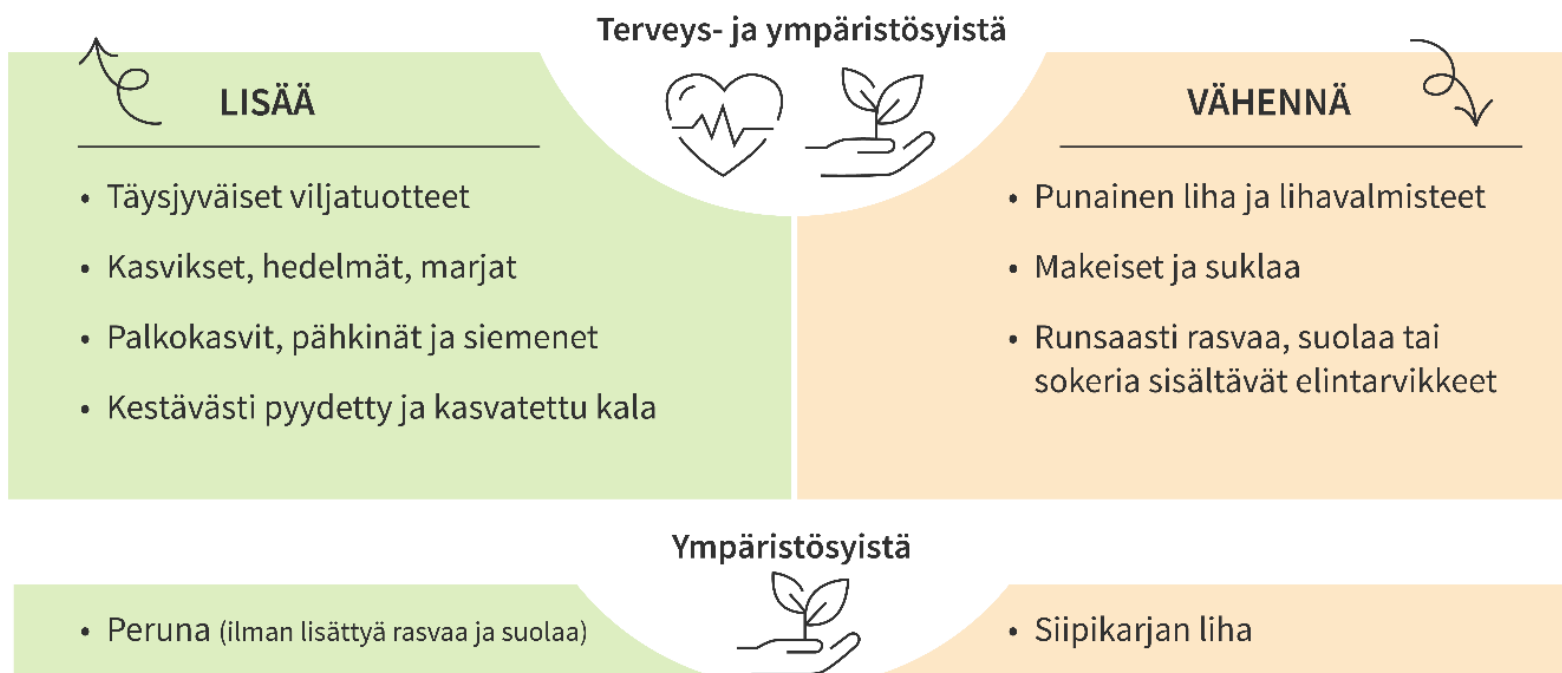 Terveys- ja ympäristösyistä
LISÄÄ
• Täysjyväiset viljatuotteet
• Kasvikset, hedelmät, marjat
• Palkokasvit, pähkinät ja siemenet
• Kestävästi pyydetty ja kasvatettu kala
VÄHENNÄ
• Punainen liha ja lihavalmisteet
• Makeiset ja suklaa
• Runsaasti rasvaa, suolaa tai
sokeria sisältävät elintarvikkeet
Ympäristösyistä
• Peruna (ilman lisättyä rasvaa ja suolaa)
• Siipikarjan liha